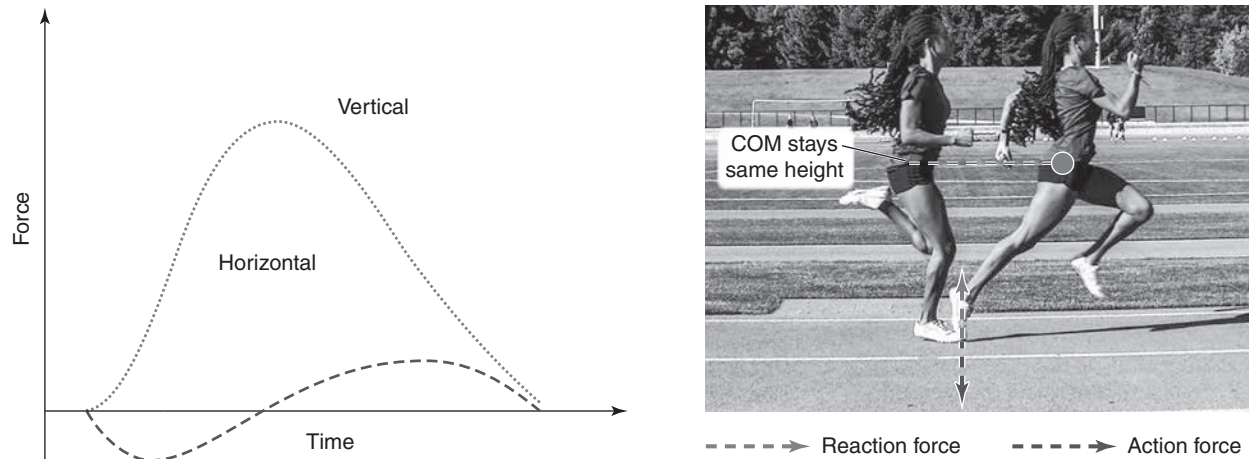 Force
Vertical
Horizontal
Time
COM stays
same height
Reaction force
Action force